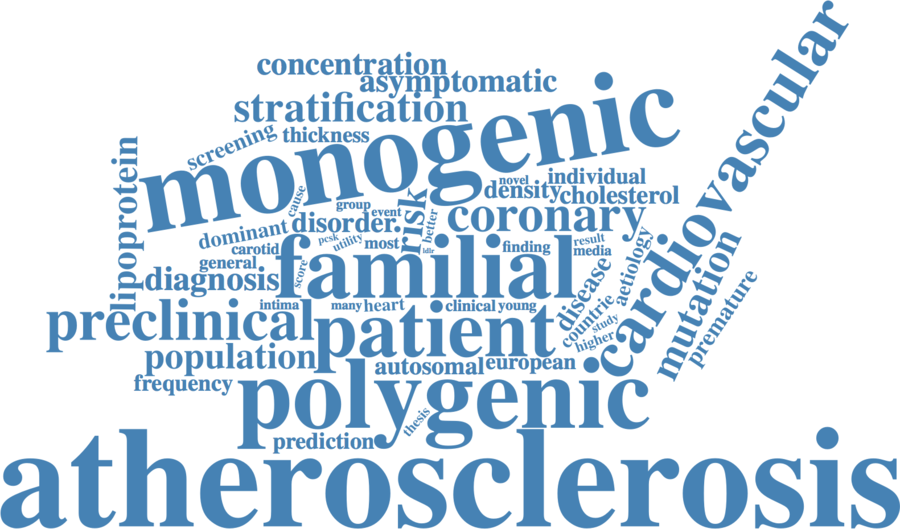 concentration
asymptomatic
stratification
screening
thickness
monogenic
cardiovascular
lipoprotein
cause
novel
individual
density
cholesterol
group
event
risk
better
coronary
dominant
disorder.
pcsk
utility
most
ldlr
finding
result
media
carotid
general
score
familial
aetiology
diagnosis
disease
mutation
premature
intima
many
heart
clinical
young
countrie
study
higher
preclinical
patient
population
autosomal
european
frequency
polygenic
thesis
prediction
atherosclerosis